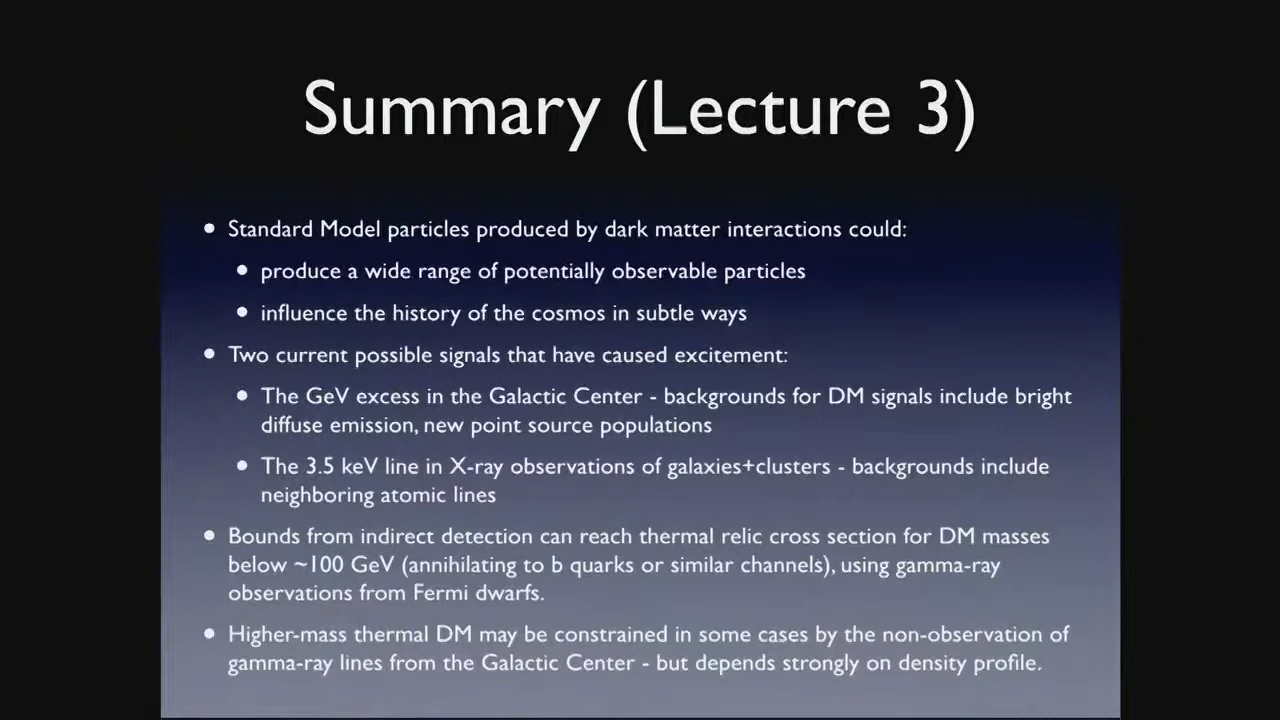 Summary (Lecture 3)
• Standard Model particles produced by dark matter interactions could:
• produce a wide range of potentially observable particles
• influence the history of the cosmos in subtle ways
• Two current possible signals that have caused excitement:
• The GeV excess in the Galactic Center - backgrounds for DM signals include bright
diffuse emission, new point source populations
• The 3.5 keV line in X-ray observations of galaxies+clusters - backgrounds include
neighboring atomic lines
• Bounds from indirect detection can reach thermal relic cross section for DM masses
below ~100 GeV (annihilating to b quarks or similar channels), using gamma-ray
observations from Fermi dwarfs.
• Higher-mass thermal DM may be constrained in some cases by the non-observation of
gamma-ray lines from the Galactic Center - but depends strongly on density profile.